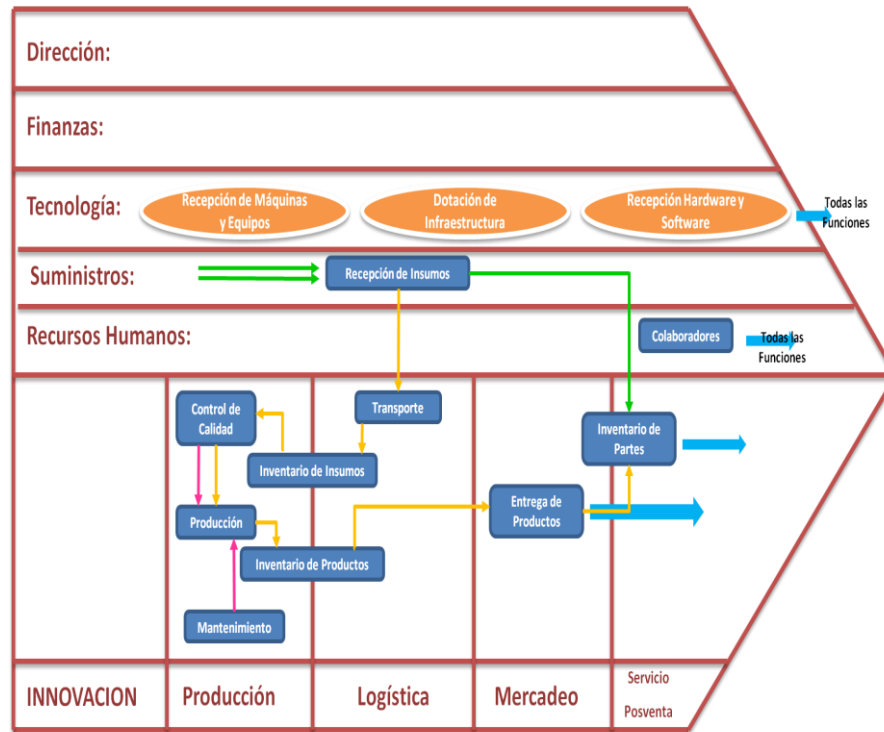 Dirección:
Finanzas:
Tecnología:
Recepción de Máquinas
y Equipos
Dotación de
Infraestructura
Recepción Hardware y
Software
Todas las
Funciones
Suministros:
Recepción de Insumos
Recursos Humanos:
Colaboradores
Todas las
Funciones
Control de
Calidad
Transporte
Inventario de
Partes
Inventario de Insumos
Entrega de
Productos
Producción
Inventario de Productos
Mantenimiento
INNOVACION
Producción
Logística
Mercadeo
Servicio
Posventa